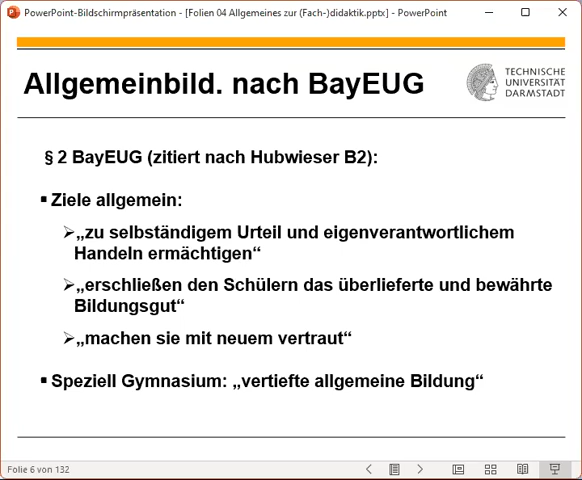 PowerPoint-Bildschirmpräsentation - [Folien 04 Allgemeines zur (Fach-)didaktik.pptx] - PowerPoint
Allgemeinbild. nach BayEUG
TECHNISCHE
UNIVERSITÄT
DARMSTADT
§ 2 BayEUG (zitiert nach Hubwieser B2):
▪ Ziele allgemein:
➢„zu selbständigem Urteil und eigenverantwortlichem
Handeln ermächtigen“
➢„erschließen den Schülern das überlieferte und bewährte
Bildungsgut“
➢„machen sie mit neuem vertraut“
▪ Speziell Gymnasium: „vertiefte allgemeine Bildung“
Folie 6 von 132